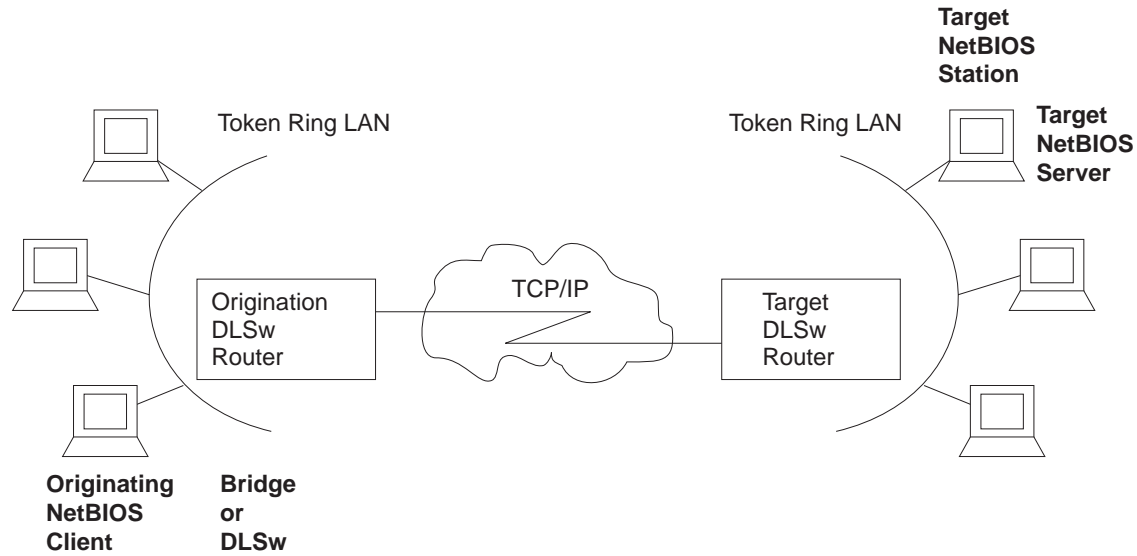 Target
NetBIOS
Station
Token Ring LAN
Token Ring LAN
Target
NetBIOS
Server
Origination
DLSw
Router
TCP/IP
Target
DLSw
Router
Originating
NetBIOS
Client
Bridge
or
DLSw